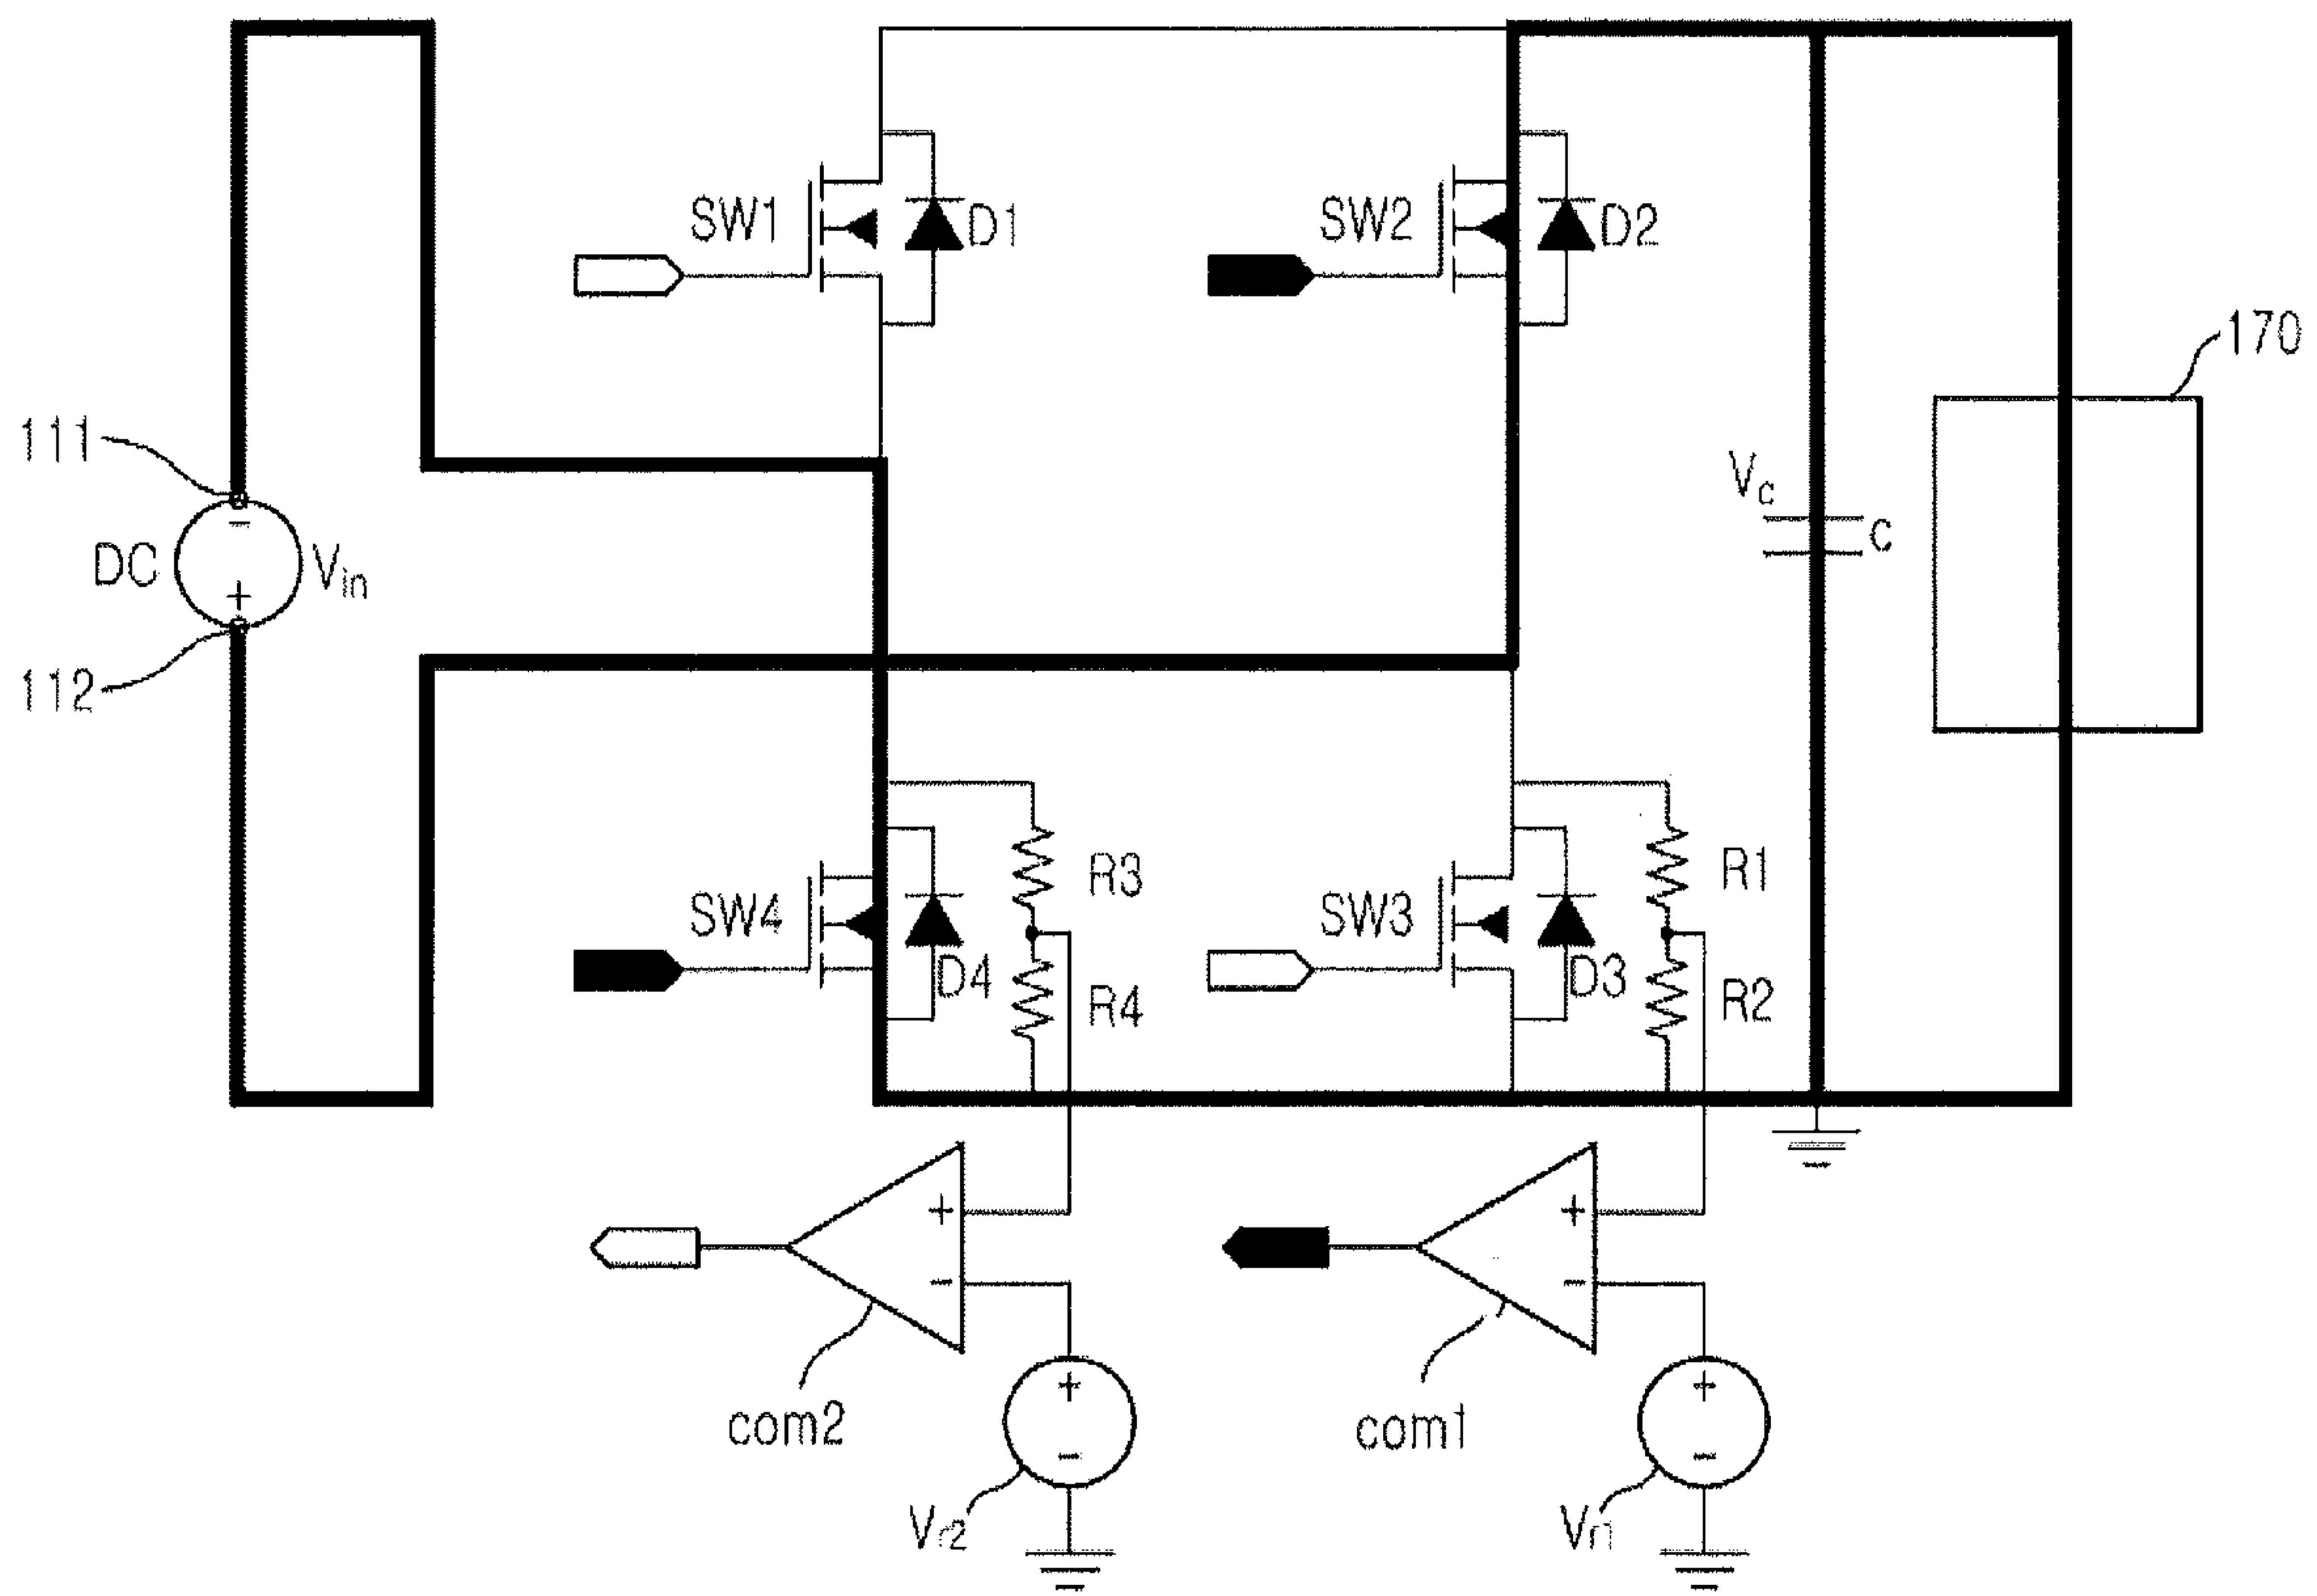 SW1
D1
SW2
D2
170
111
DC
−
+
Vin
112
Vc
C
SW4
D4
R3
R4
SW3
D3
R1
R2
+
−
+
−
com2
com1
+
−
+
−
Vr2
Vr1